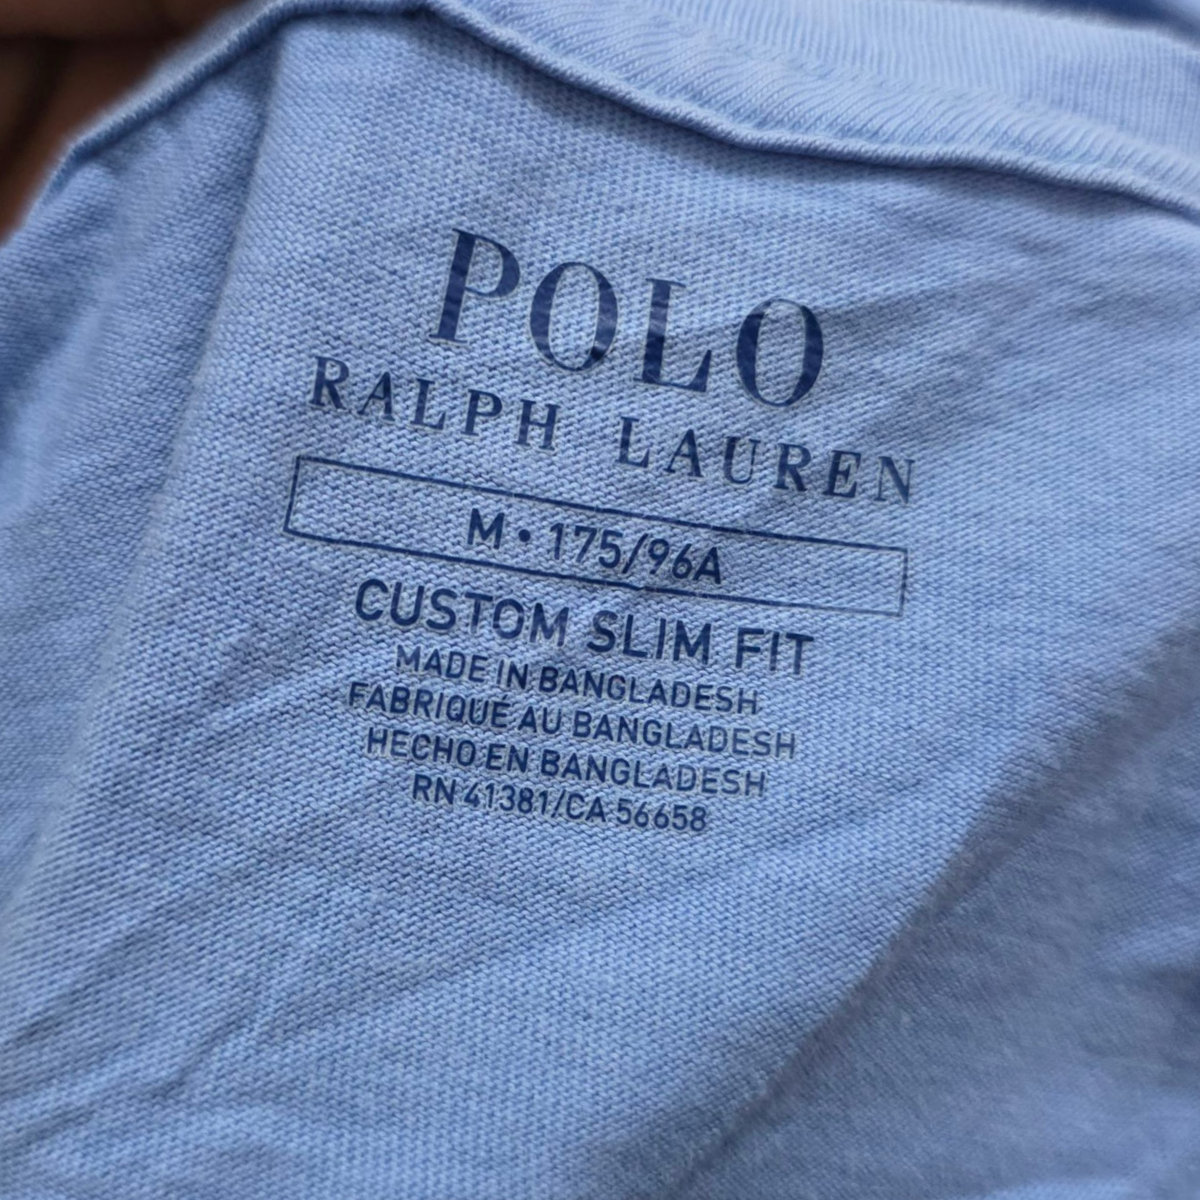 POLO
RALPH LAUREN
M • 175/96A
CUSTOM SLIM FIT
MADE IN BANGLADESH
FABRIQUÉ AU BANGLADESH
HECHO EN BANGLADESH
RN 41381/CA 56658